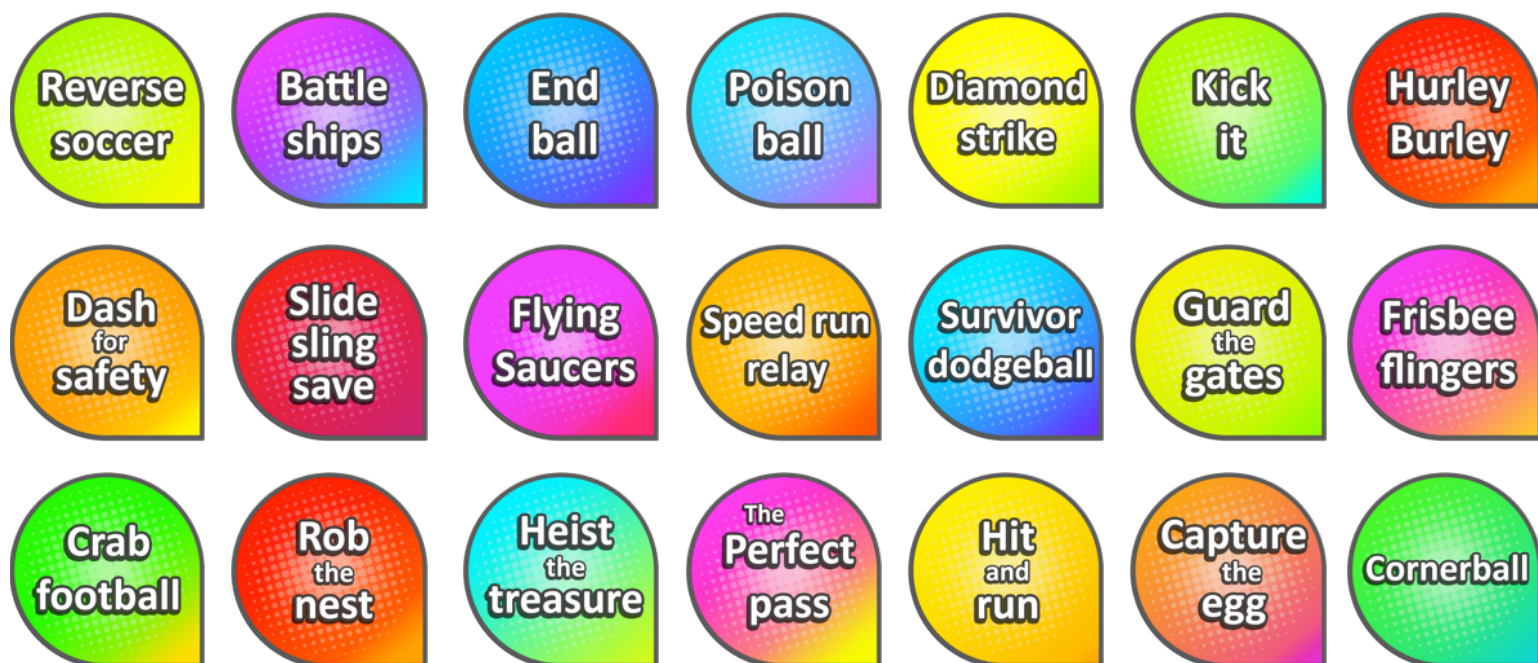 Reverse
soccer
Battle
ships
End
ball
Poison
ball
Diamond
strike
Kick
it
Hurley
Burley
Dash
for
safety
Slide
sling
save
Flying
Saucers
Speed run
relay
Survivor
dodgeball
Guard
the
gates
Frisbee
flingers
Crab
football
Rob
the
nest
Heist
the
treasure
The
Perfect
pass
Hit
and
run
Capture
the
egg
Cornerball